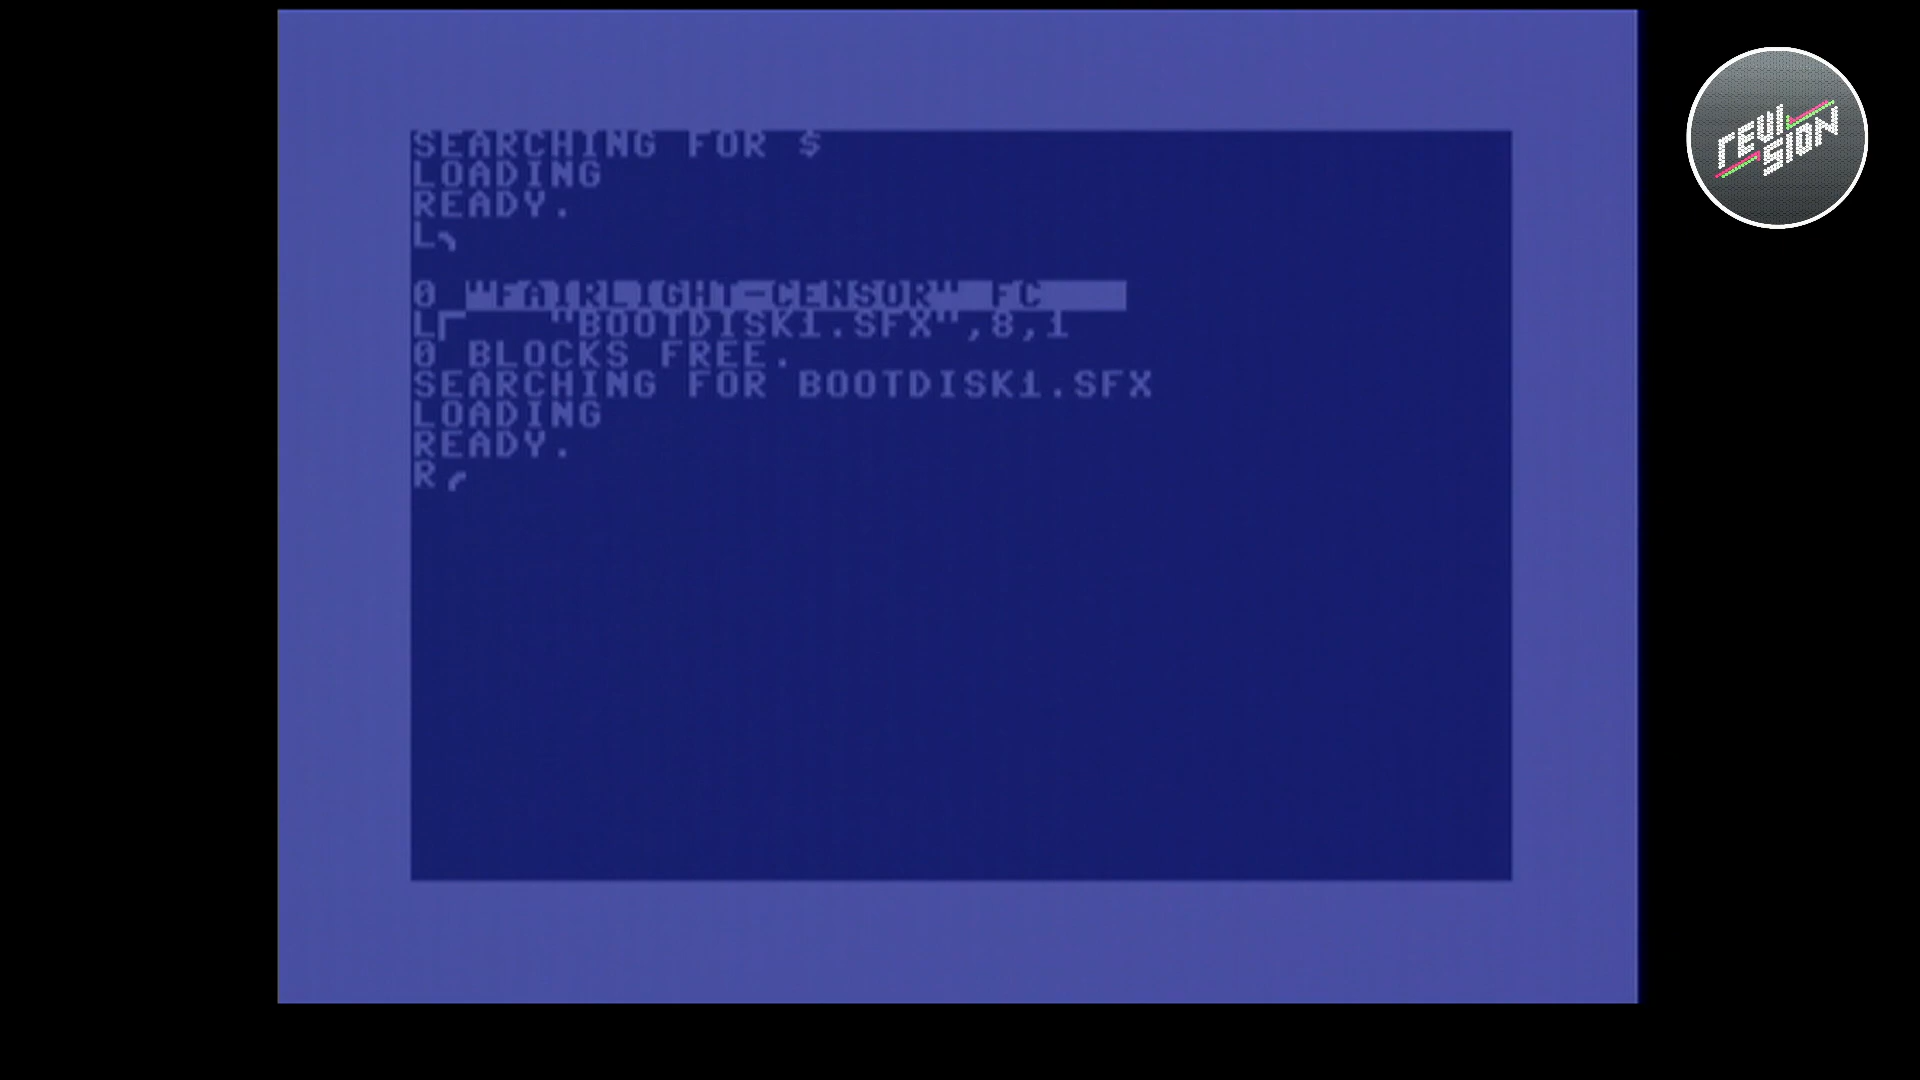 SEARCHING FOR $
LOADING
READY.
L╮
0 "FAIRLIGHT-CENSOR" FC
L┌ "BOOTDISK1.SFX",8,1
0 BLOCKS FREE.
SEARCHING FOR BOOTDISK1.SFX
LOADING
READY.
R╭
REVISION